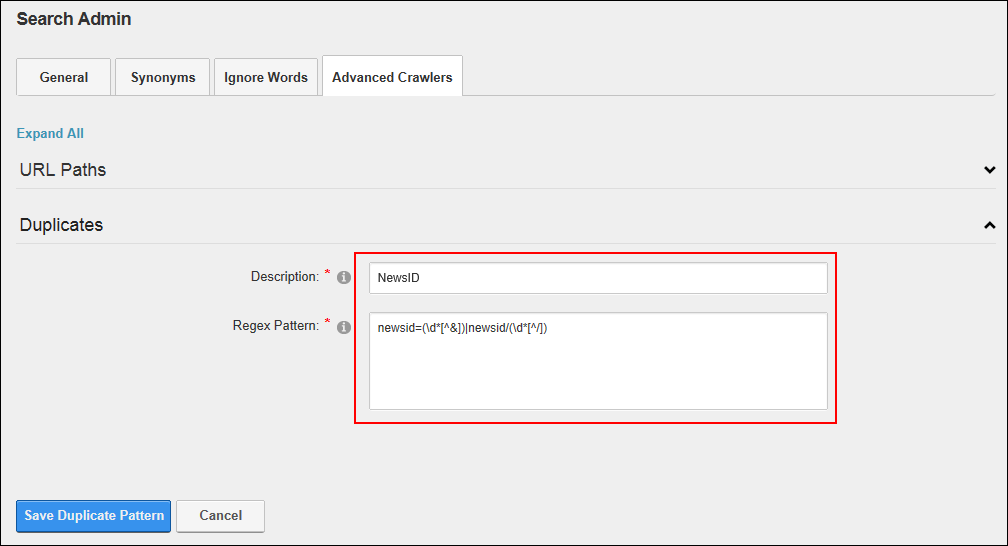 Search Admin
General Synonyms Ignore Words Advanced Crawlers
Expand All
URL Paths
Duplicates
Description: * NewsID
Regex Pattern: * newsid=(\d*[^&])|newsid/(\d*[^/])
Save Duplicate Pattern Cancel